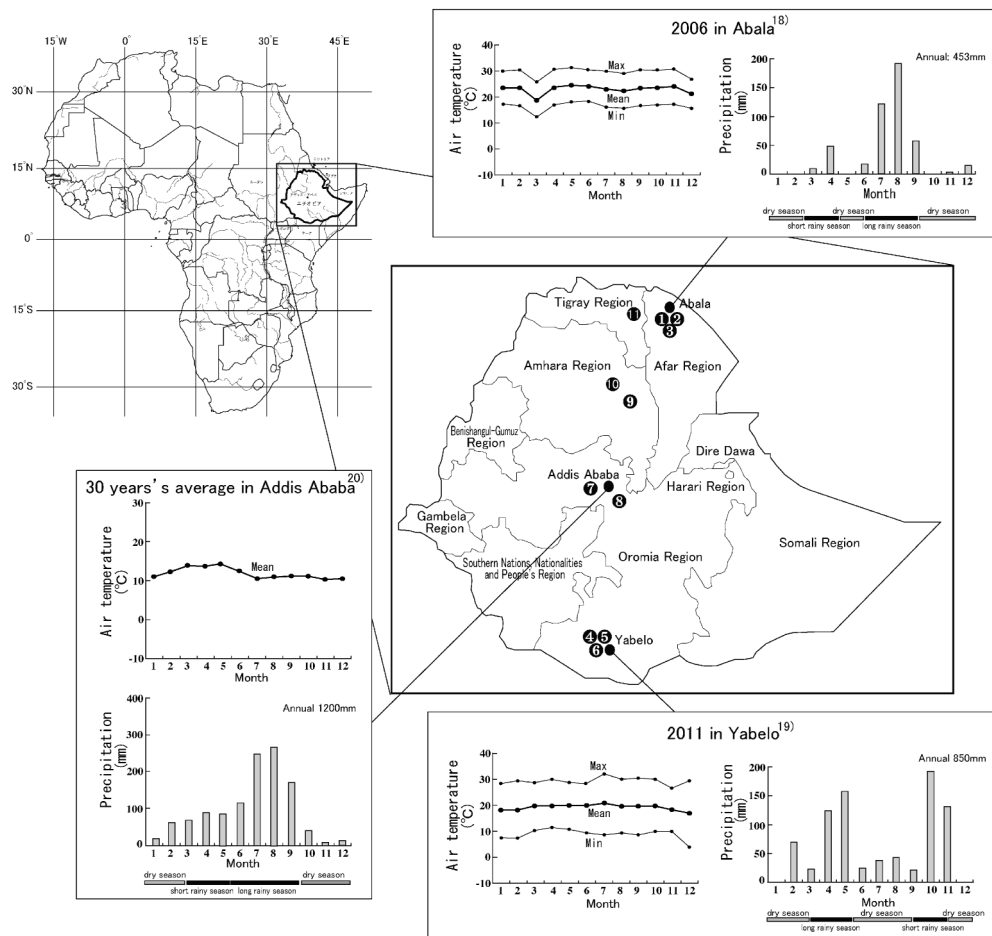 15°W 0° 15°E 30°E 45°E
30°N
15°N
0°
15°S
30°S
エチオピア
2006 in Abala18)
Air temperature
(℃)
40
30
20
10
0
-10
Max
Mean
Min
1 2 3 4 5 6 7 8 9 10 11 12
Month
Annual: 453mm
Precipitation
(mm)
200
150
100
50
0
1 2 3 4 5 6 7 8 9 10 11 12
Month
dry season dry season dry season
short rainy season long rainy season
Tigray Region
11
Abala
1 2
3
Amhara Region
Afar Region
10
9
Benishangul-Gumuz
Region
Dire Dawa
Addis Ababa
7
8
Harari Region
Gambela
Region
Somali Region
Oromia Region
Southern Nations, Nationalities
and People's Region
4 5
Yabelo
6
30 years's average in Addis Ababa20)
Air temperature
(℃)
30
20
10
0
-10
Mean
1 2 3 4 5 6 7 8 9 10 11 12
Month
Precipitation
(mm)
400
300
200
100
0
Annual 1200mm
1 2 3 4 5 6 7 8 9 10 11 12
Month
dry season dry season
short rainy season long rainy season
2011 in Yabelo19)
Air temperature
(℃)
40
30
20
10
0
-10
Max
Mean
Min
1 2 3 4 5 6 7 8 9 10 11 12
Month
Annual 850mm
Precipitation
(mm)
200
150
100
50
0
1 2 3 4 5 6 7 8 9 10 11 12
Month
dry season dry season dry season
long rainy season short rainy season